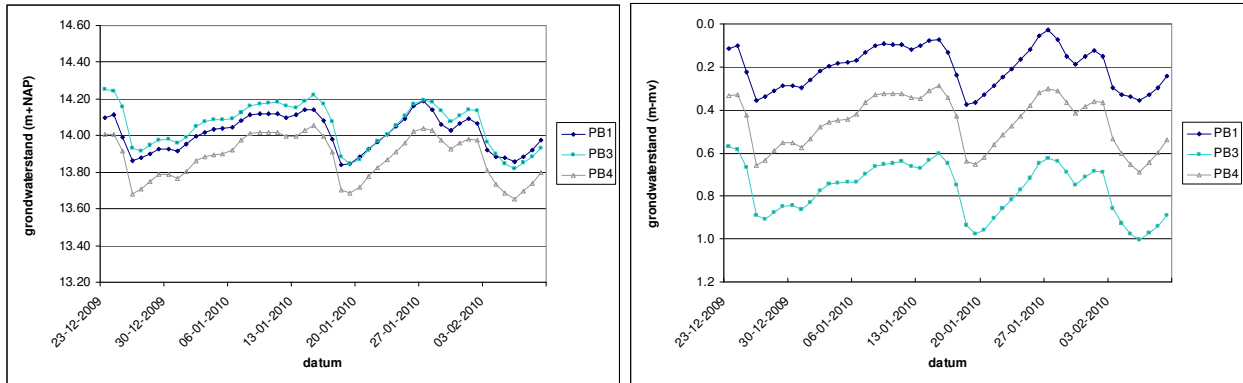 14.60
14.40
14.20
14.00
13.80
13.60
13.40
13.20
grondwaterstand (m+NAP)
23-12-2009
30-12-2009
06-01-2010
13-01-2010
20-01-2010
27-01-2010
03-02-2010
datum
PB1
PB3
PB4
0.0
0.2
0.4
0.6
0.8
1.0
1.2
grondwaterstand (m-mv)
23-12-2009
30-12-2009
06-01-2010
13-01-2010
20-01-2010
27-01-2010
03-02-2010
datum
PB1
PB3
PB4